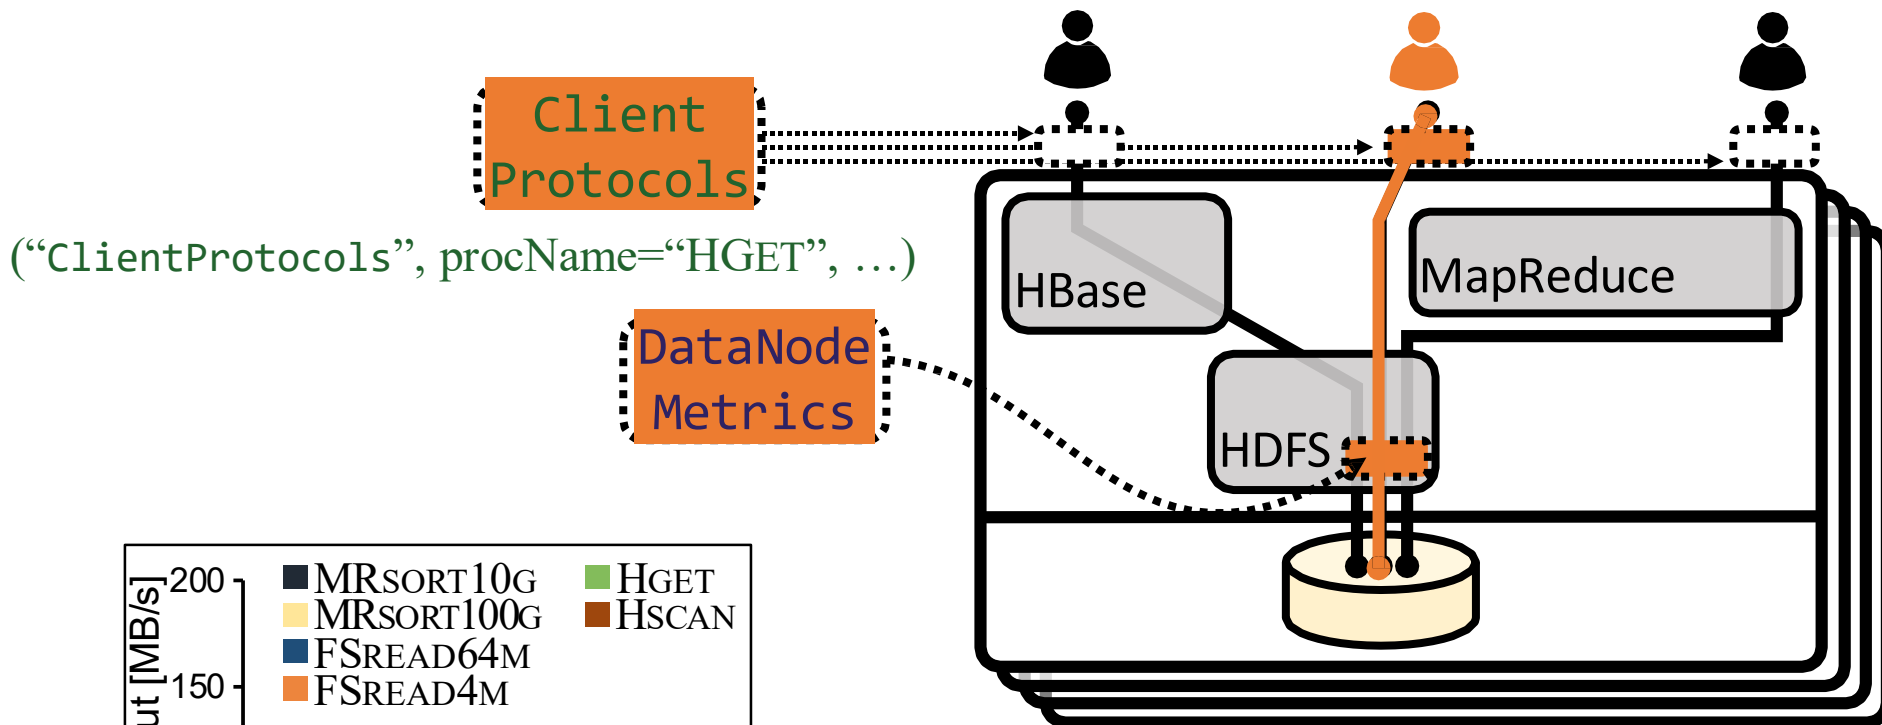 Client
Protocols
(“ClientProtocols”, procName=“HGET”, …)
HBase
MapReduce
DataNode
Metrics
HDFS
200
150
[MB/s]
MRSORT10G
HGET
MRSORT100G
HSCAN
FSREAD64M
FSREAD4M